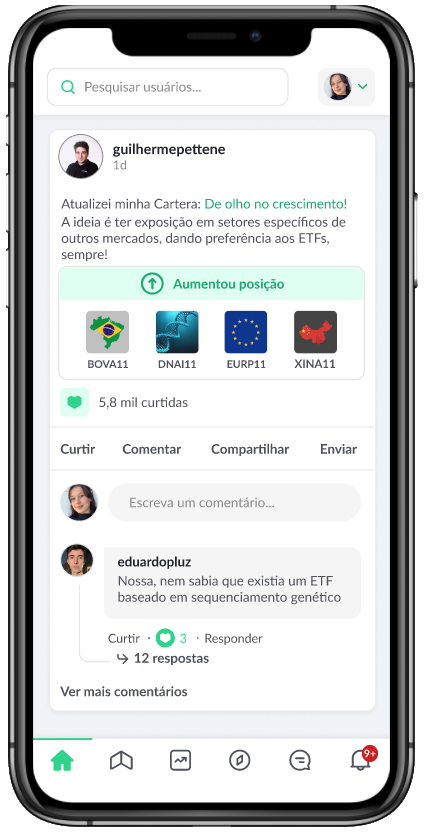 Pesquisar usuários...
guilhermepettene
1d
Atualizei minha Cartera: De olho no crescimento!
A ideia é ter exposição em setores específicos de
outros mercados, dando preferência aos ETFs,
sempre!
Aumentou posição
BOVA11 DNAI11 EURP11 XINA11
5,8 mil curtidas
Curtir Comentar Compartilhar Enviar
Escreva um comentário...
eduardopluz
Nossa, nem sabia que existia um ETF
baseado em sequenciamento genético
Curtir · 3 · Responder
12 respostas
Ver mais comentários
9+